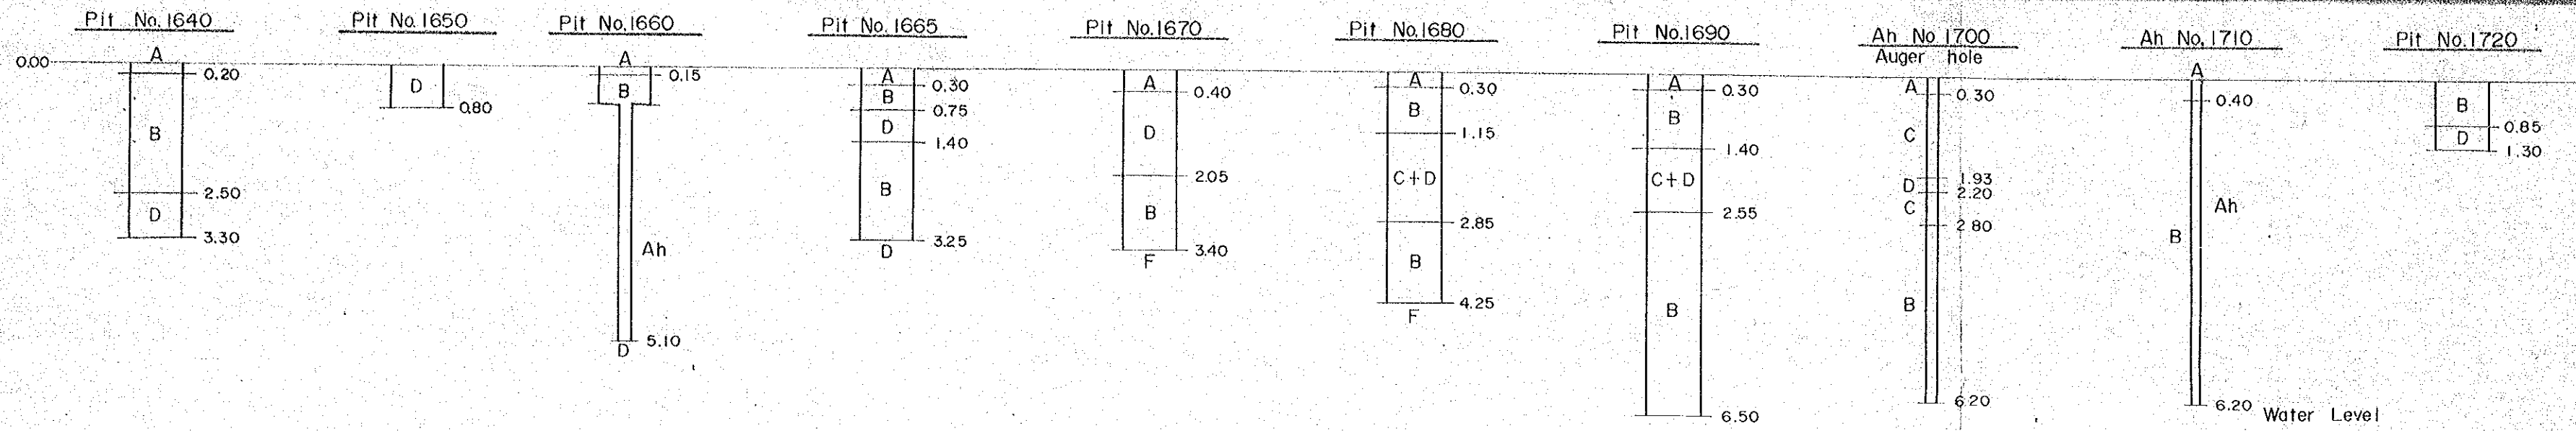 Pit No.1640
0.00
A
0.20
B
2.50
D
3.30
Pit No.1650
D
0.80
Pit No.1660
A
0.15
B
Ah
5.10
D
Pit No.1665
A
0.30
B
0.75
D
1.40
B
3.25
D
Pit No.1670
A
0.40
D
2.05
B
3.40
F
Pit No.1680
A
0.30
B
1.15
C+D
2.85
B
4.25
F
Pit No.1690
A
0.30
B
1.40
C+D
2.55
B
6.50
Ah No 1700
Auger hole
A
0.30
C
1.93
D
2.20
C
2.80
B
6.20
Ah No.1710
A
0.40
Ah
B
6.20 Water Level
Pit No.1720
B
0.85
D
1.30